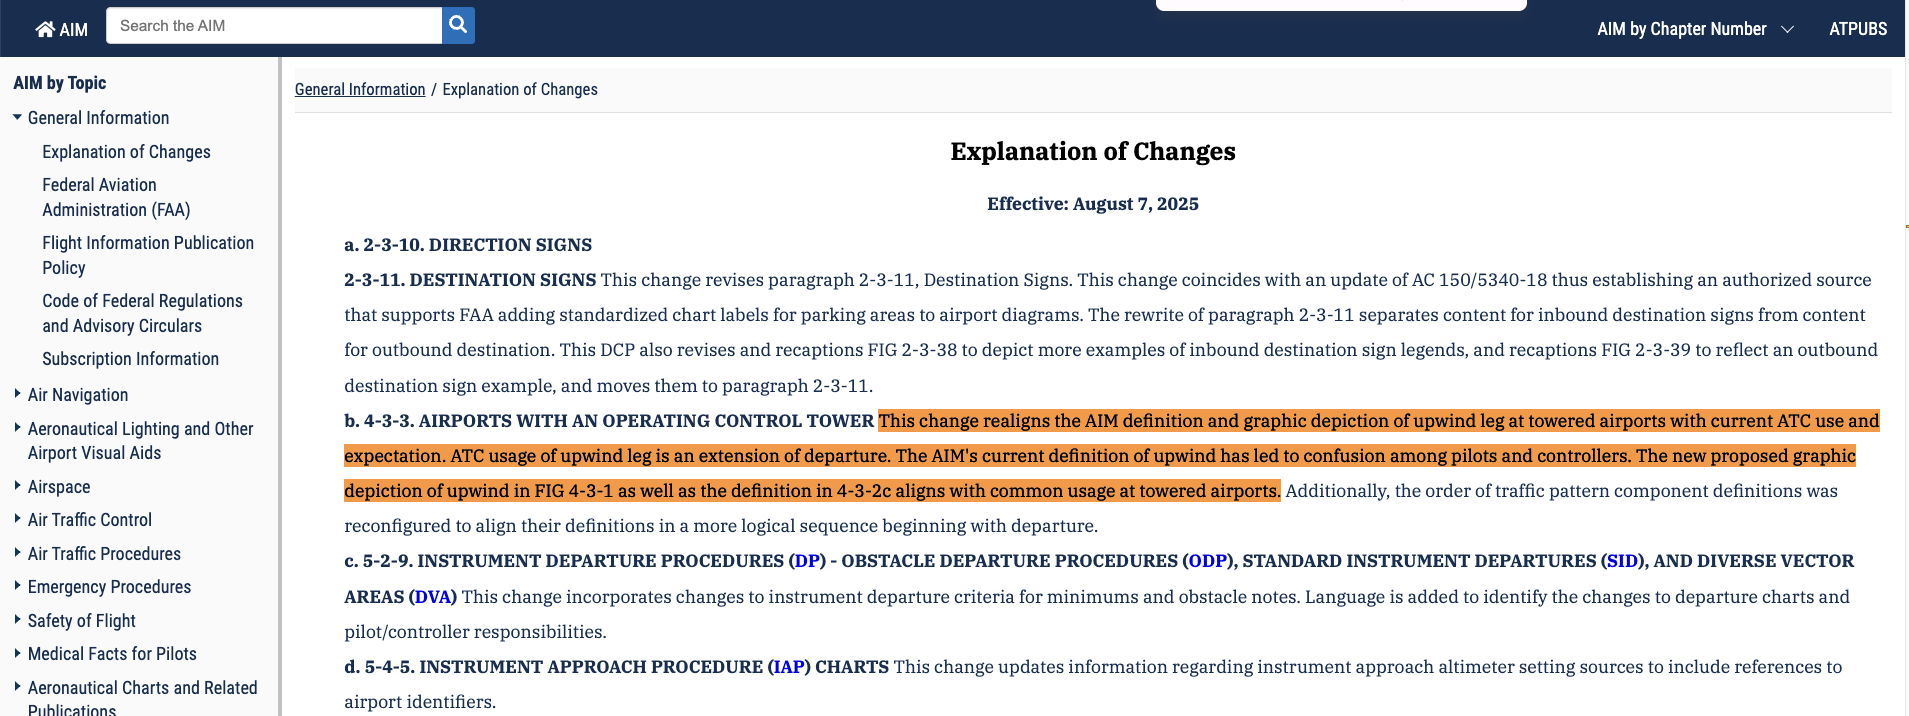 AIM
Search the AIM
AIM by Chapter Number
ATPUBS
AIM by Topic
General Information
Explanation of Changes
Federal Aviation
Administration (FAA)
Flight Information Publication
Policy
Code of Federal Regulations
and Advisory Circulars
Subscription Information
Air Navigation
Aeronautical Lighting and Other
Airport Visual Aids
Airspace
Air Traffic Control
Air Traffic Procedures
Emergency Procedures
Safety of Flight
Medical Facts for Pilots
Aeronautical Charts and Related
Publications
General Information / Explanation of Changes
Explanation of Changes
Effective: August 7, 2025
a. 2-3-10. DIRECTION SIGNS
2-3-11. DESTINATION SIGNS This change revises paragraph 2-3-11, Destination Signs. This change coincides with an update of AC 150/5340-18 thus establishing an authorized source
that supports FAA adding standardized chart labels for parking areas to airport diagrams. The rewrite of paragraph 2-3-11 separates content for inbound destination signs from content
for outbound destination. This DCP also revises and recaptions FIG 2-3-38 to depict more examples of inbound destination sign legends, and recaptions FIG 2-3-39 to reflect an outbound
destination sign example, and moves them to paragraph 2-3-11.
b. 4-3-3. AIRPORTS WITH AN OPERATING CONTROL TOWER This change realigns the AIM definition and graphic depiction of upwind leg at towered airports with current ATC use and
expectation. ATC usage of upwind leg is an extension of departure. The AIM's current definition of upwind has led to confusion among pilots and controllers. The new proposed graphic
depiction of upwind in FIG 4-3-1 as well as the definition in 4-3-2c aligns with common usage at towered airports. Additionally, the order of traffic pattern component definitions was
reconfigured to align their definitions in a more logical sequence beginning with departure.
c. 5-2-9. INSTRUMENT DEPARTURE PROCEDURES (DP) - OBSTACLE DEPARTURE PROCEDURES (ODP), STANDARD INSTRUMENT DEPARTURES (SID), AND DIVERSE VECTOR
AREAS (DVA) This change incorporates changes to instrument departure criteria for minimums and obstacle notes. Language is added to identify the changes to departure charts and
pilot/controller responsibilities.
d. 5-4-5. INSTRUMENT APPROACH PROCEDURE (IAP) CHARTS This change updates information regarding instrument approach altimeter setting sources to include references to
airport identifiers.